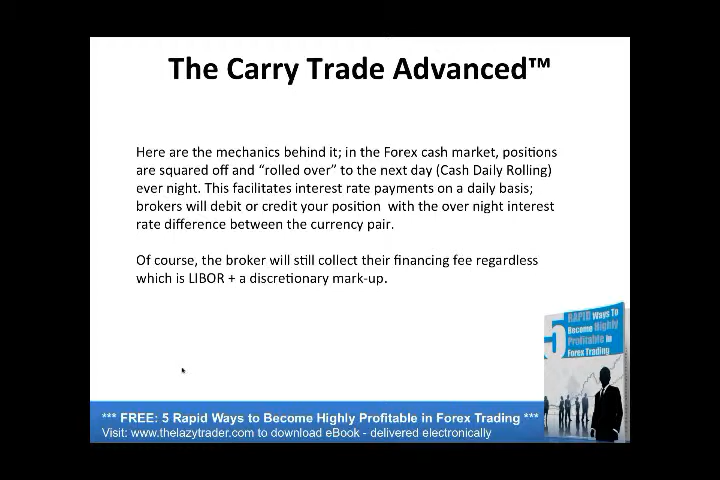 The Carry Trade Advanced™
Here are the mechanics behind it; in the Forex cash market, positions
are squared off and “rolled over” to the next day (Cash Daily Rolling)
ever night. This facilitates interest rate payments on a daily basis;
brokers will debit or credit your position with the over night interest
rate difference between the currency pair.
Of course, the broker will still collect their financing fee regardless
which is LIBOR + a discretionary mark-up.
5 RAPID Ways To
Become Highly
Profitable In
Forex Trading
*** FREE: 5 Rapid Ways to Become Highly Profitable in Forex Trading ***
Visit: www.thelazytrader.com to download eBook - delivered electronically